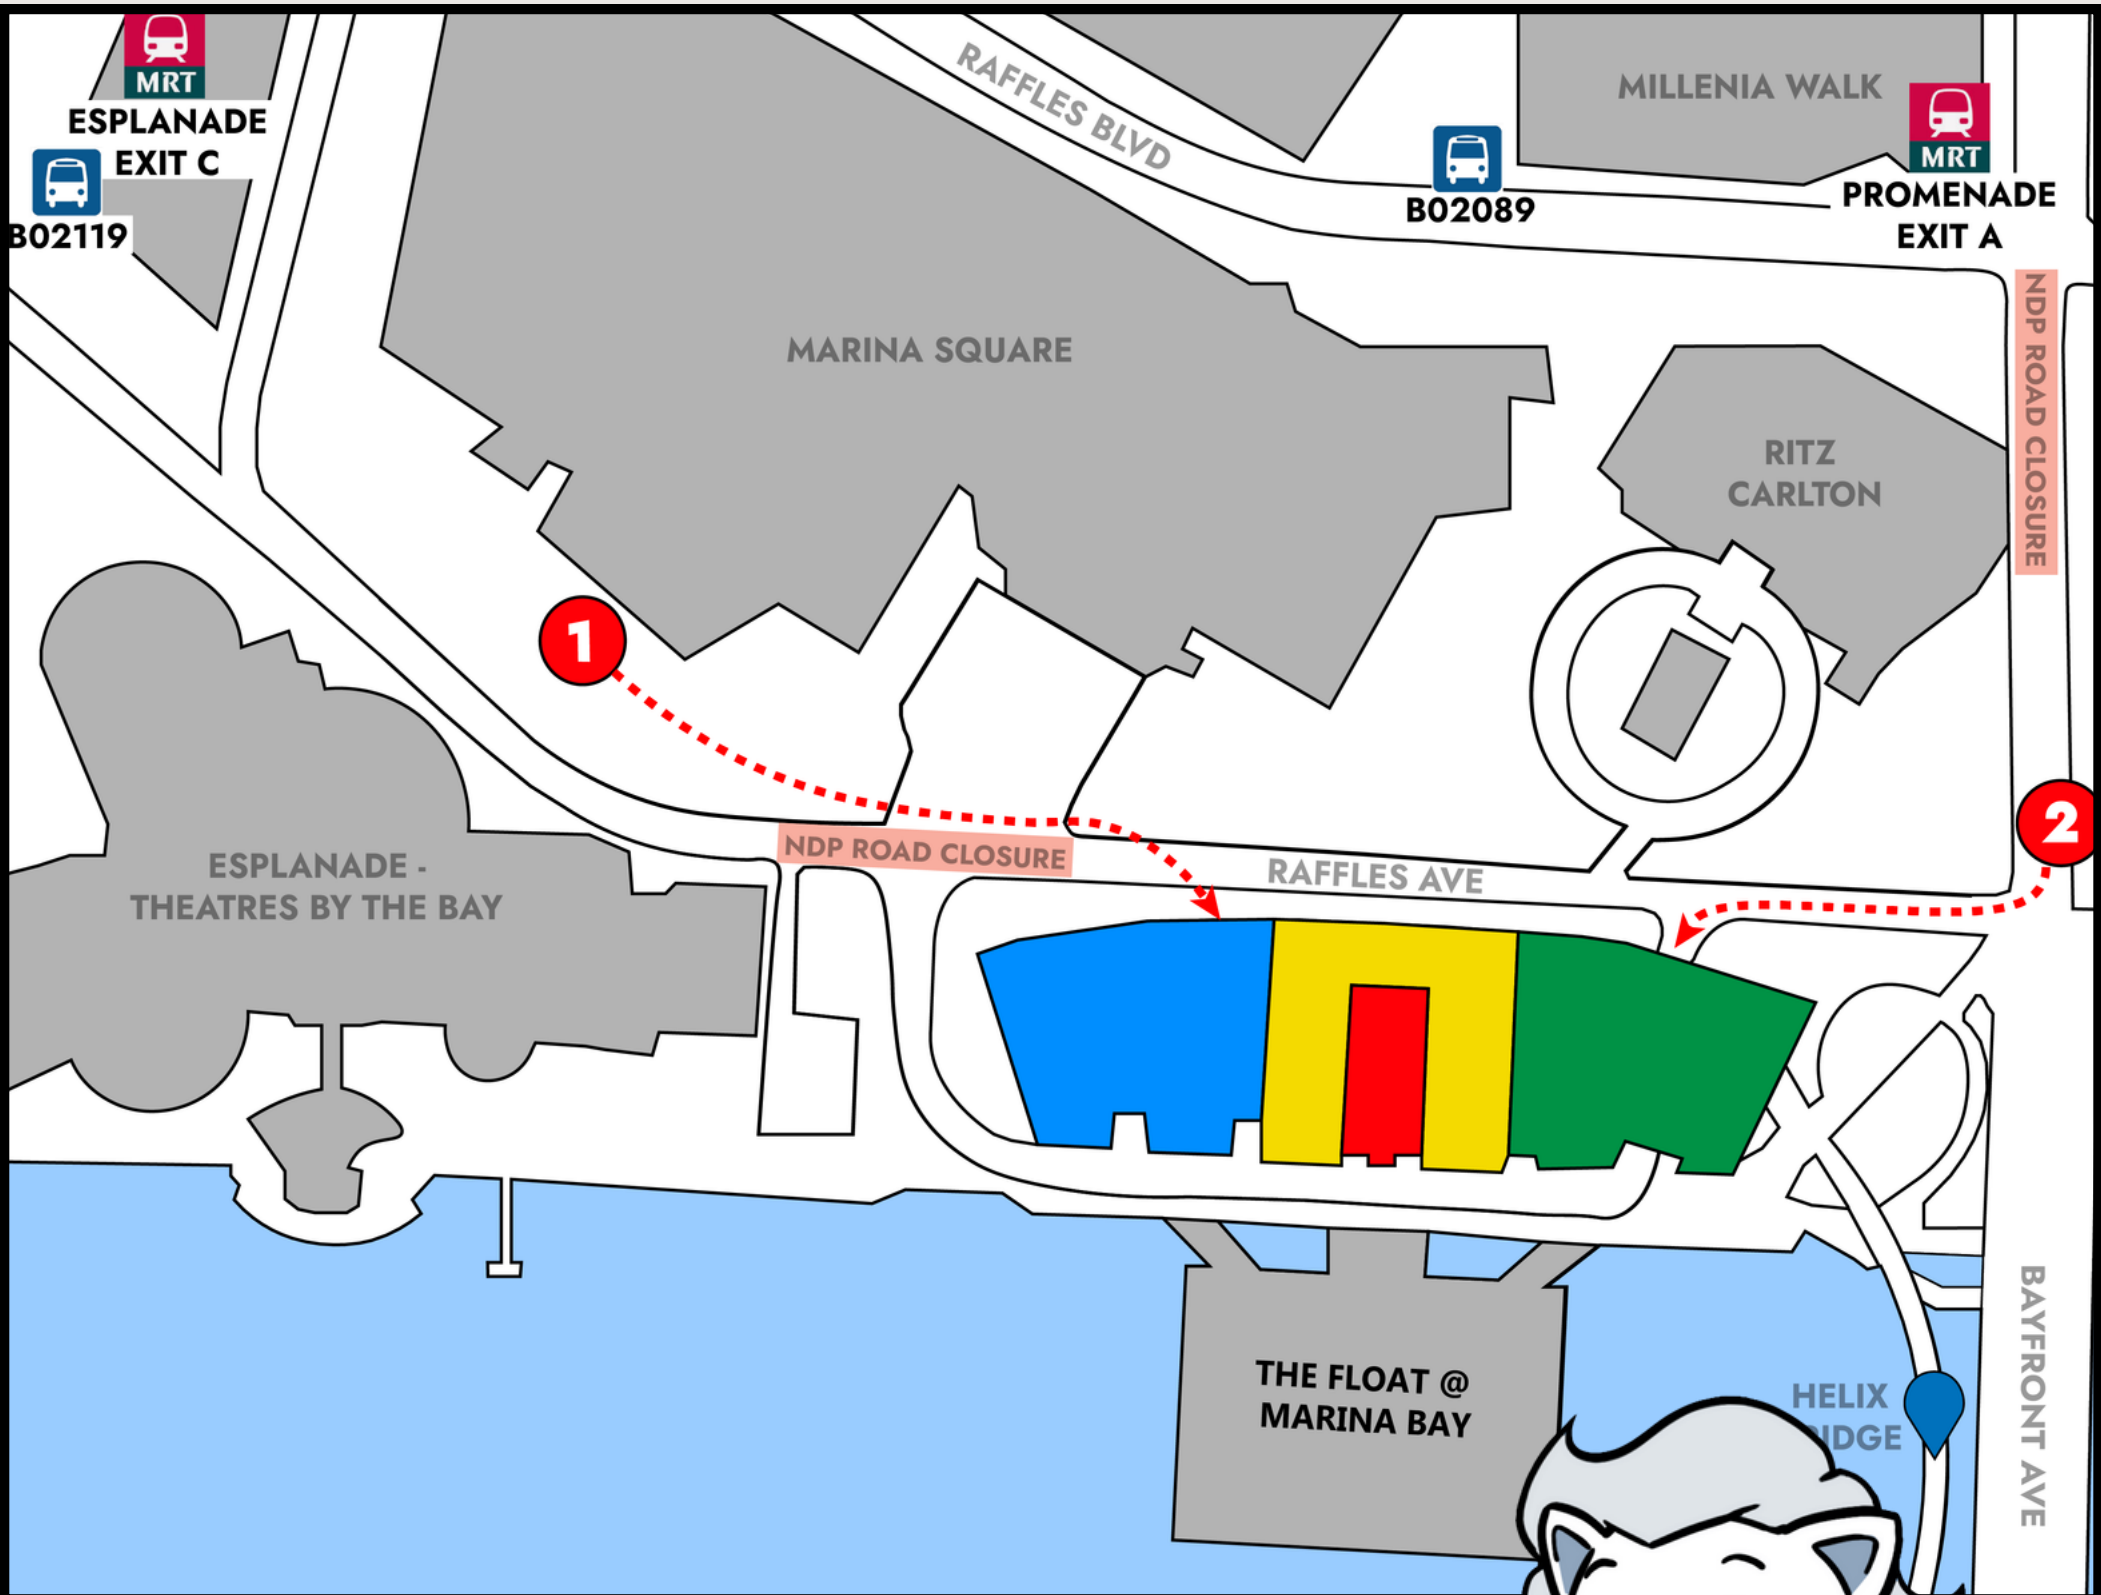 MRT
ESPLANADE
EXIT C
B02119
RAFFLES BLVD
B02089
MILLENIA WALK
MRT
PROMENADE
EXIT A
NDP ROAD CLOSURE
MARINA SQUARE
RITZ
CARLTON
1
2
NDP ROAD CLOSURE
RAFFLES AVE
ESPLANADE -
THEATRES BY THE BAY
THE FLOAT @
MARINA BAY
HELIX
BAYFRONT AVE